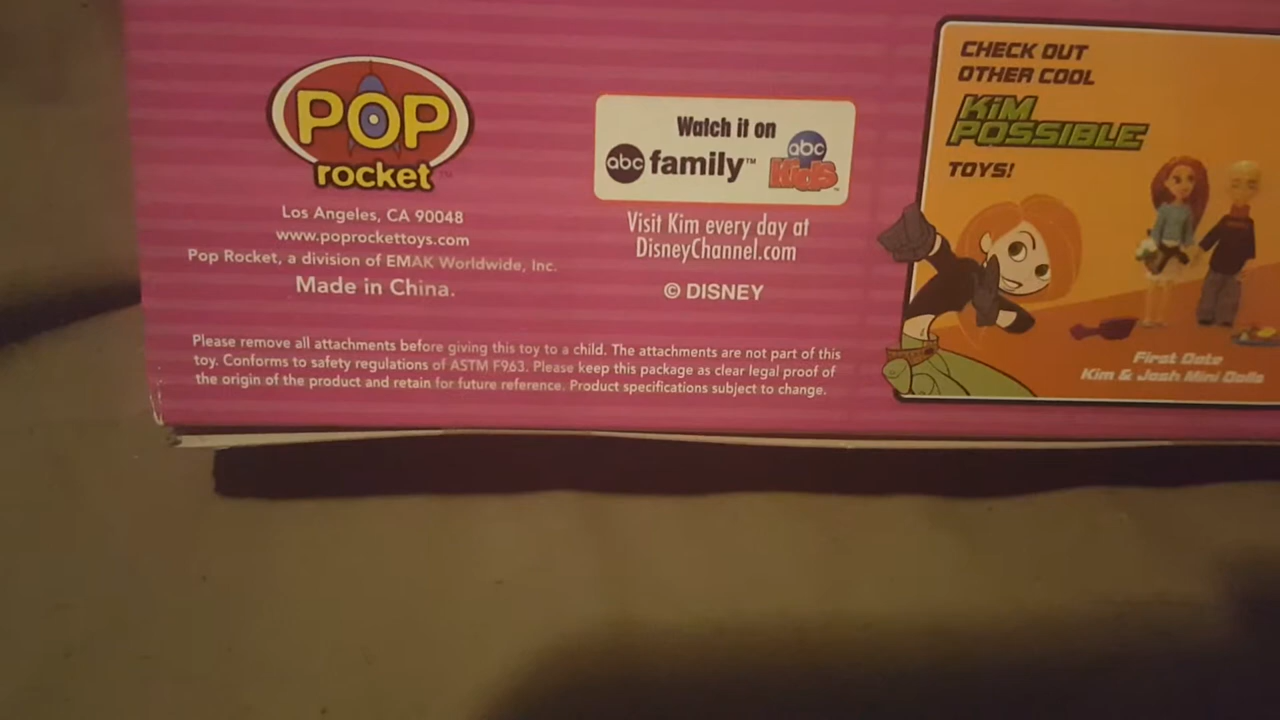 POP
rocket™
Los Angeles, CA 90048
www.poprockettoys.com
Pop Rocket, a division of EMAK Worldwide, Inc.
Made in China.
Watch it on
abc family™ abc kids™
Visit Kim every day at
DisneyChannel.com
© DISNEY
Please remove all attachments before giving this toy to a child. The attachments are not part of this
toy. Conforms to safety regulations of ASTM F963. Please keep this package as clear legal proof of
the origin of the product and retain for future reference. Product specifications subject to change.
CHECK OUT
OTHER COOL
KiM
POSSIBLE
TOYS!
First Date
Kim & Josh Mini Dolls